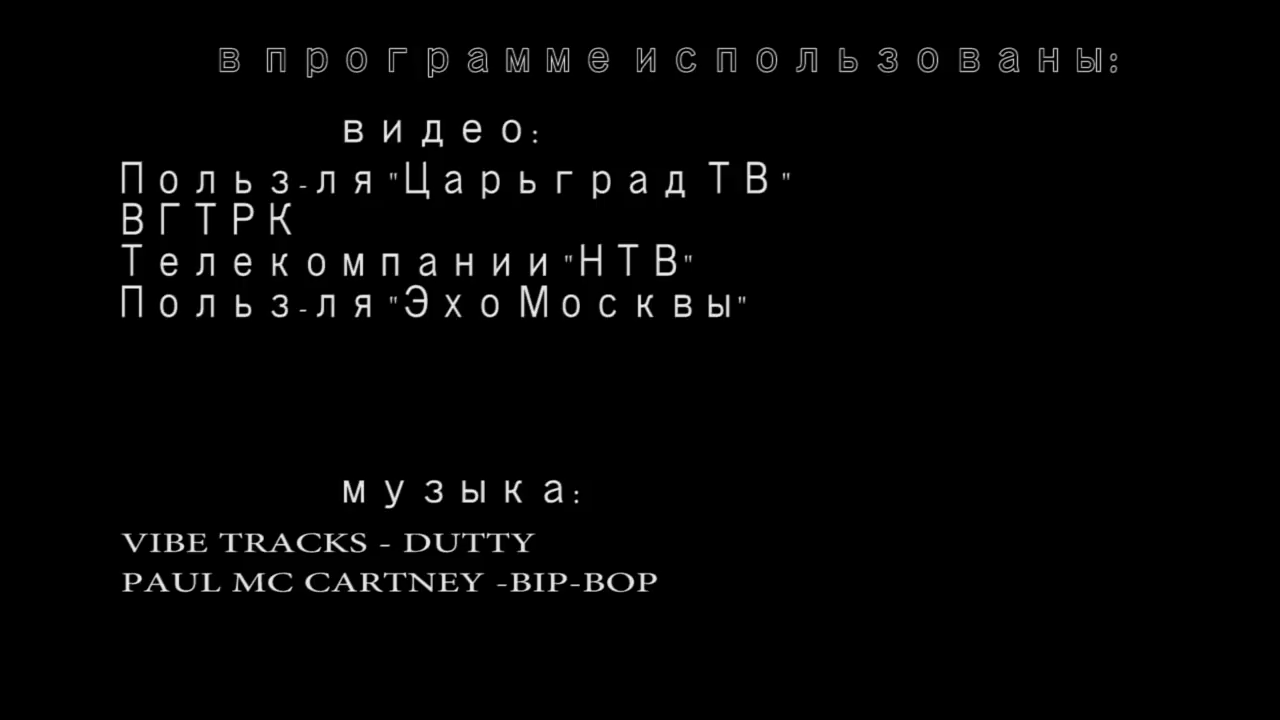 в программе использованы:
видео:
Польз-ля "Царьград ТВ"
ВГТРК
Телекомпании "НТВ"
Польз-ля "Эхо Москвы"
музыка:
VIBE TRACKS - DUTTY
PAUL MC CARTNEY -BIP-BOP